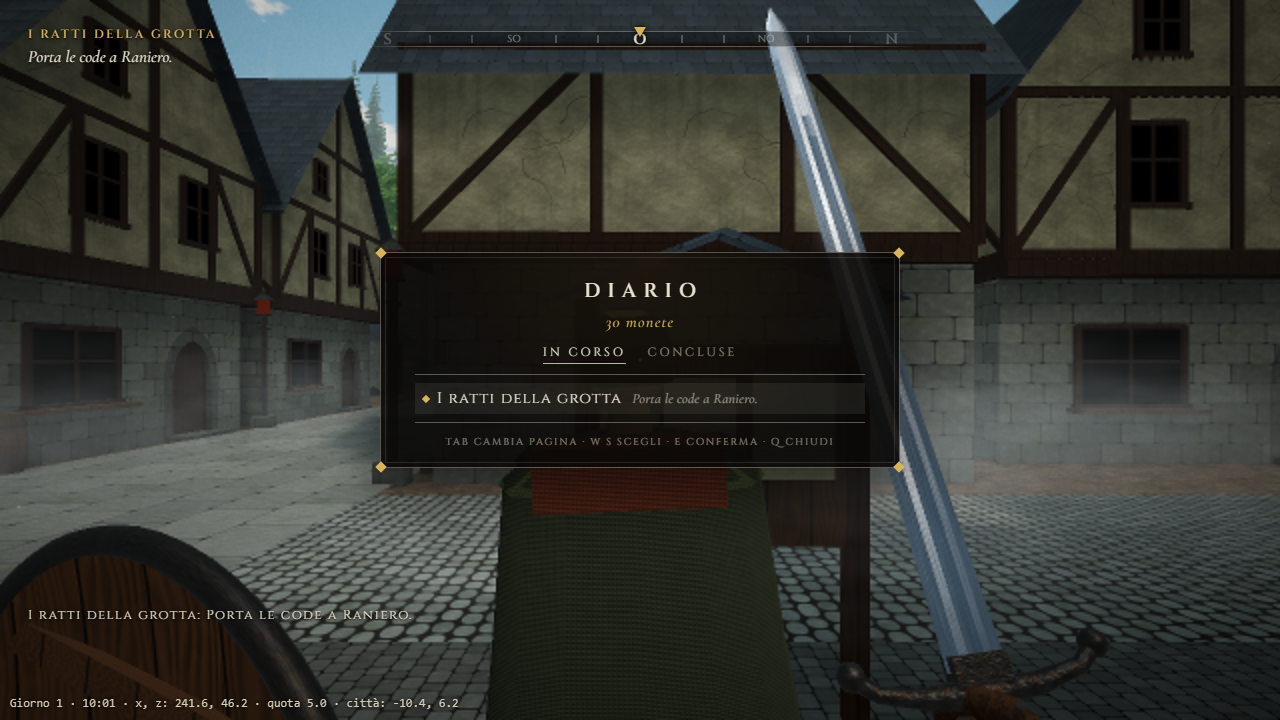 I RATTI DELLA GROTTA
Porta le code a Raniero.
S SO O NO N
DIARIO
30 monete
IN CORSO CONCLUSE
I RATTI DELLA GROTTA Porta le code a Raniero.
TAB CAMBIA PAGINA · W S SCEGLI · E CONFERMA · Q CHIUDI
I RATTI DELLA GROTTA: PORTA LE CODE A RANIERO.
Giorno 1 · 10:01 · x, z: 241.6, 46.2 · quota 5.0 · città: -10.4, 6.2